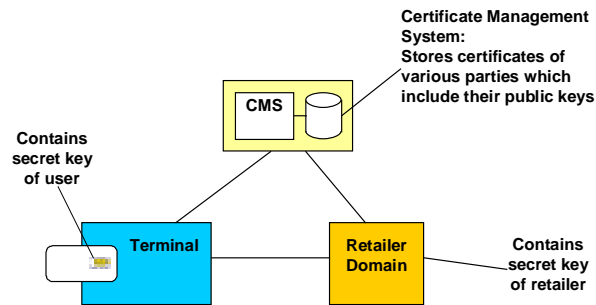 Certificate Management
System:
Stores certificates of
various parties which
include their public keys
CMS
Contains
secret key
of user
Terminal
Retailer
Domain
Contains
secret key
of retailer